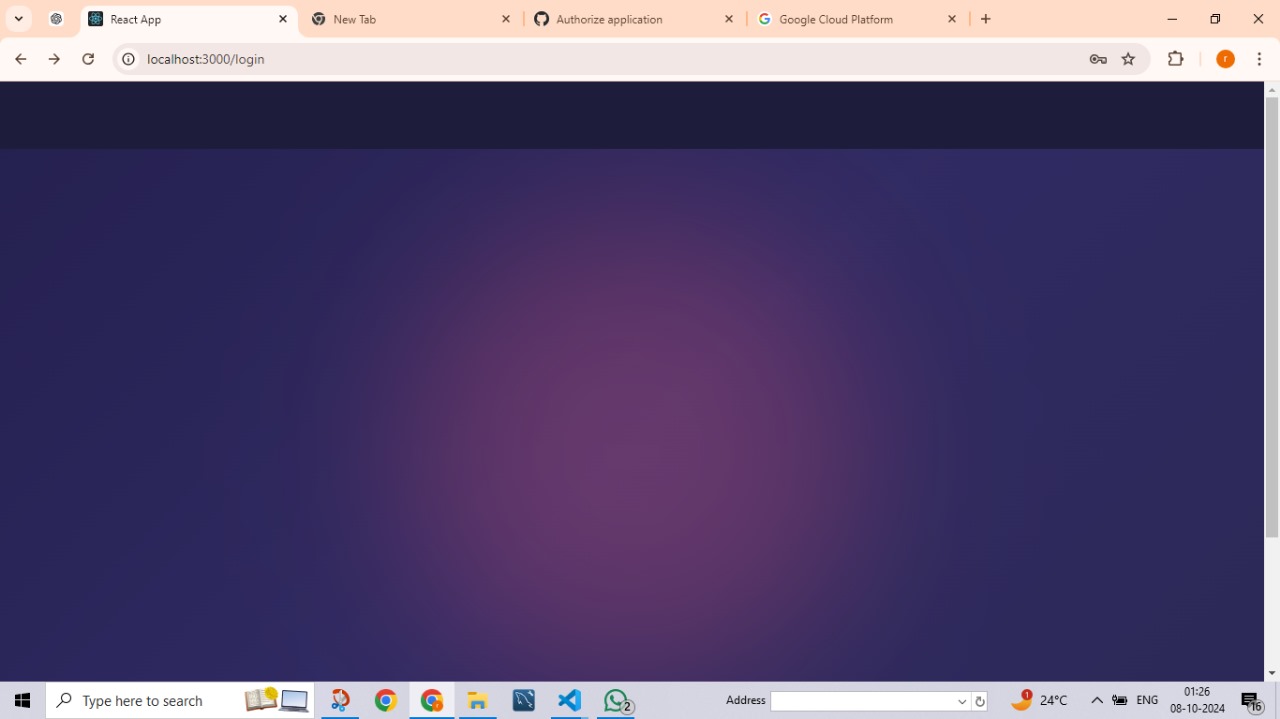 React App
New Tab
Authorize application
Google Cloud Platform
localhost:3000/login
r
Type here to search
2
Address
1
24°C
ENG
01:26
08-10-2024
16